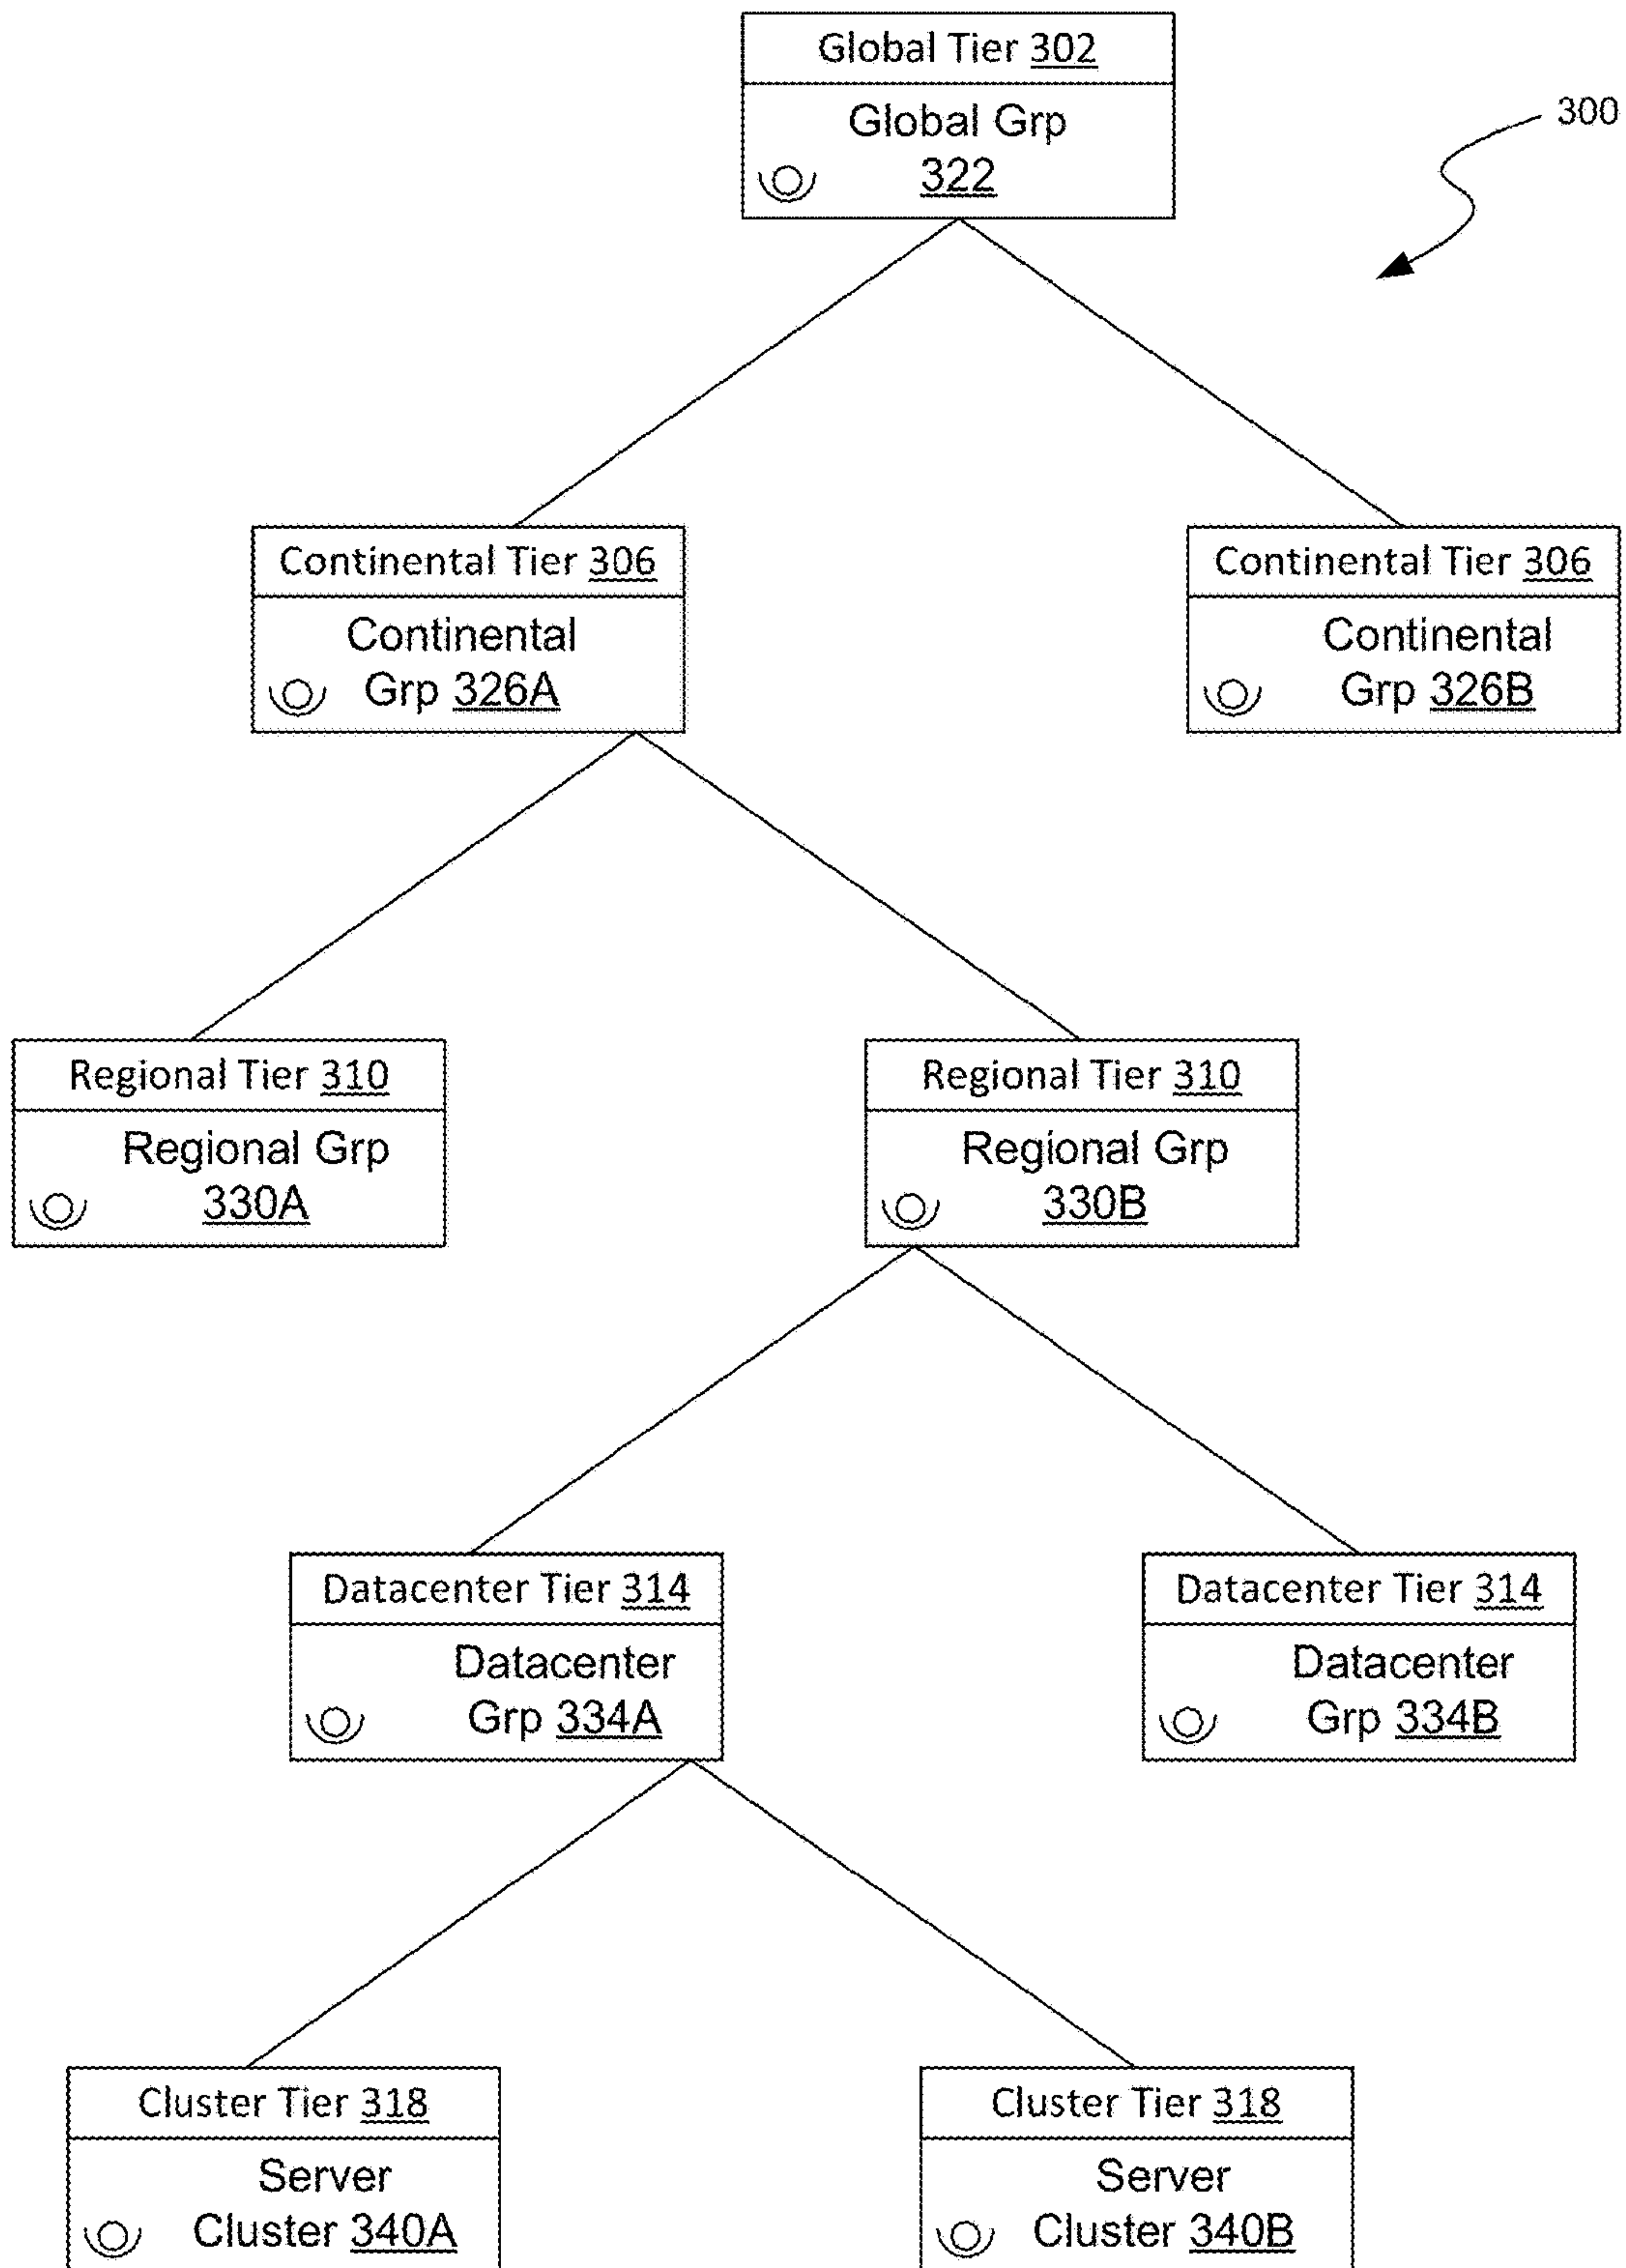 Global Tier 302
Global Grp
322
300
Continental Tier 306
Continental
Grp 326A
Continental Tier 306
Continental
Grp 326B
Regional Tier 310
Regional Grp
330A
Regional Tier 310
Regional Grp
330B
Datacenter Tier 314
Datacenter
Grp 334A
Datacenter Tier 314
Datacenter
Grp 334B
Cluster Tier 318
Server
Cluster 340A
Cluster Tier 318
Server
Cluster 340B